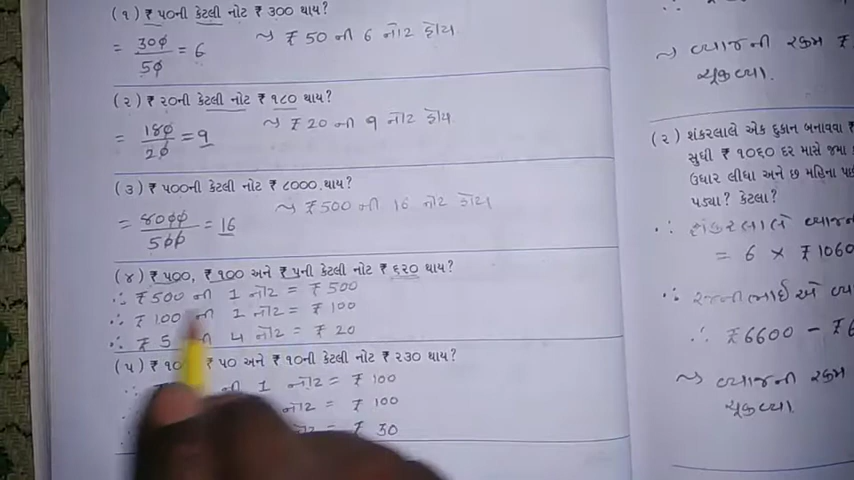 (૧) ₹ ૫૦ની કેટલી નોટ ₹ ૩૦૦ થાય?
= 300/50 = 6 ~> ₹ 50 ની 6 નોટ હોય
(૨) ₹ ૨૦ની કેટલી નોટ ₹ ૧૮૦ થાય?
= 180/20 = 9 ~> ₹ 20 ની 9 નોટ હોય
(૩) ₹ ૫૦૦ની કેટલી નોટ ₹ ૮૦૦૦ થાય?
= 8000/500 = 16 ~> ₹ 500 ની 16 નોટ હોય
(૪) ₹ ૫૦૦, ₹ ૧૦૦ અને ₹ ૫ની કેટલી નોટ ₹ ૬૨૦ થાય?
∴ ₹ 500 ની 1 નોટ = ₹ 500
∴ ₹ 100 ની 1 નોટ = ₹ 100
∴ ₹ 5 ની 4 નોટ = ₹ 20
(૫) ₹ ૫૦ અને ₹ ૧૦ની કેટલી નોટ ₹ ૨૩૦ થાય?
ની 1 નોટ = ₹ 100
નોટ = ₹ 100
નોટ = ₹ 30
~> વ્યાજની રકમ ₹
ચૂકવ્યા.
(૨) શંકરલાલે એક દુકાન બનાવવા
સુધી ₹ ૧૦૬૦ દર માસે જમા
ઉધાર લીધા અને છ મહિના
પડ્યા? કેટલા?
∴ શંકરલાલે
= 6 × ₹ 1060
∴ રજનીભાઈએ
∴ ₹ 6600 - ₹
~> વ્યાજની રકમ
ચૂકવ્યા.